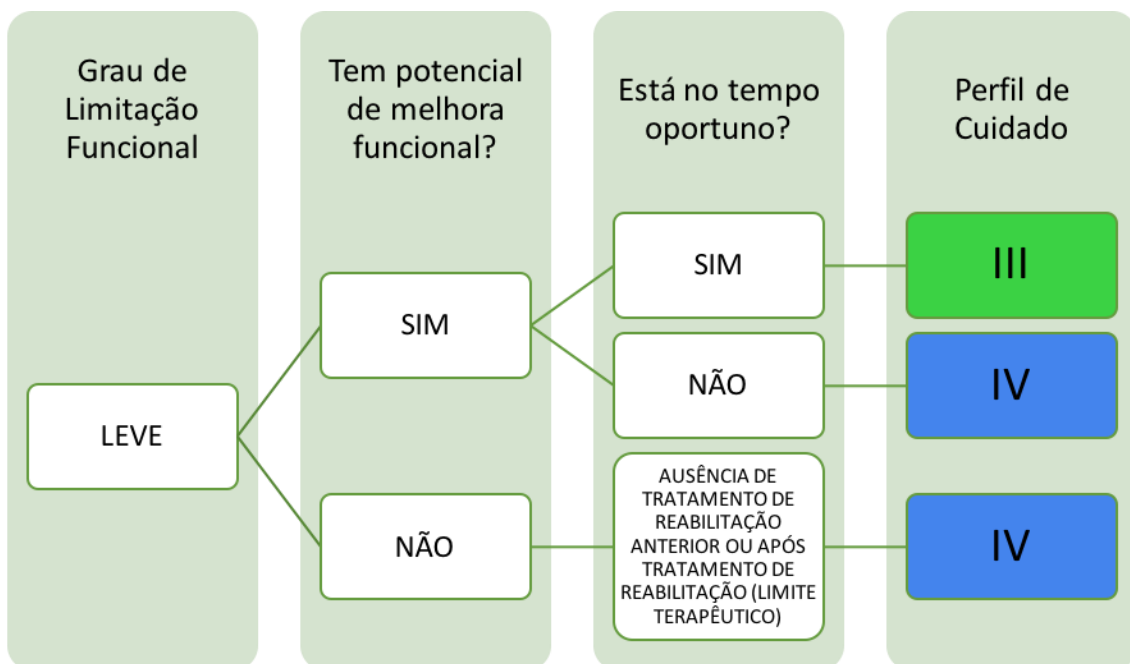 Grau de
Limitação
Funcional
Tem potencial
de melhora
funcional?
Está no tempo
oportuno?
Perfil de
Cuidado
LEVE
SIM
NÃO
SIM
NÃO
AUSÊNCIA DE
TRATAMENTO DE
REABILITAÇÃO
ANTERIOR OU APÓS
TRATAMENTO DE
REABILITAÇÃO (LIMITE
TERAPÊUTICO)
III
IV
IV